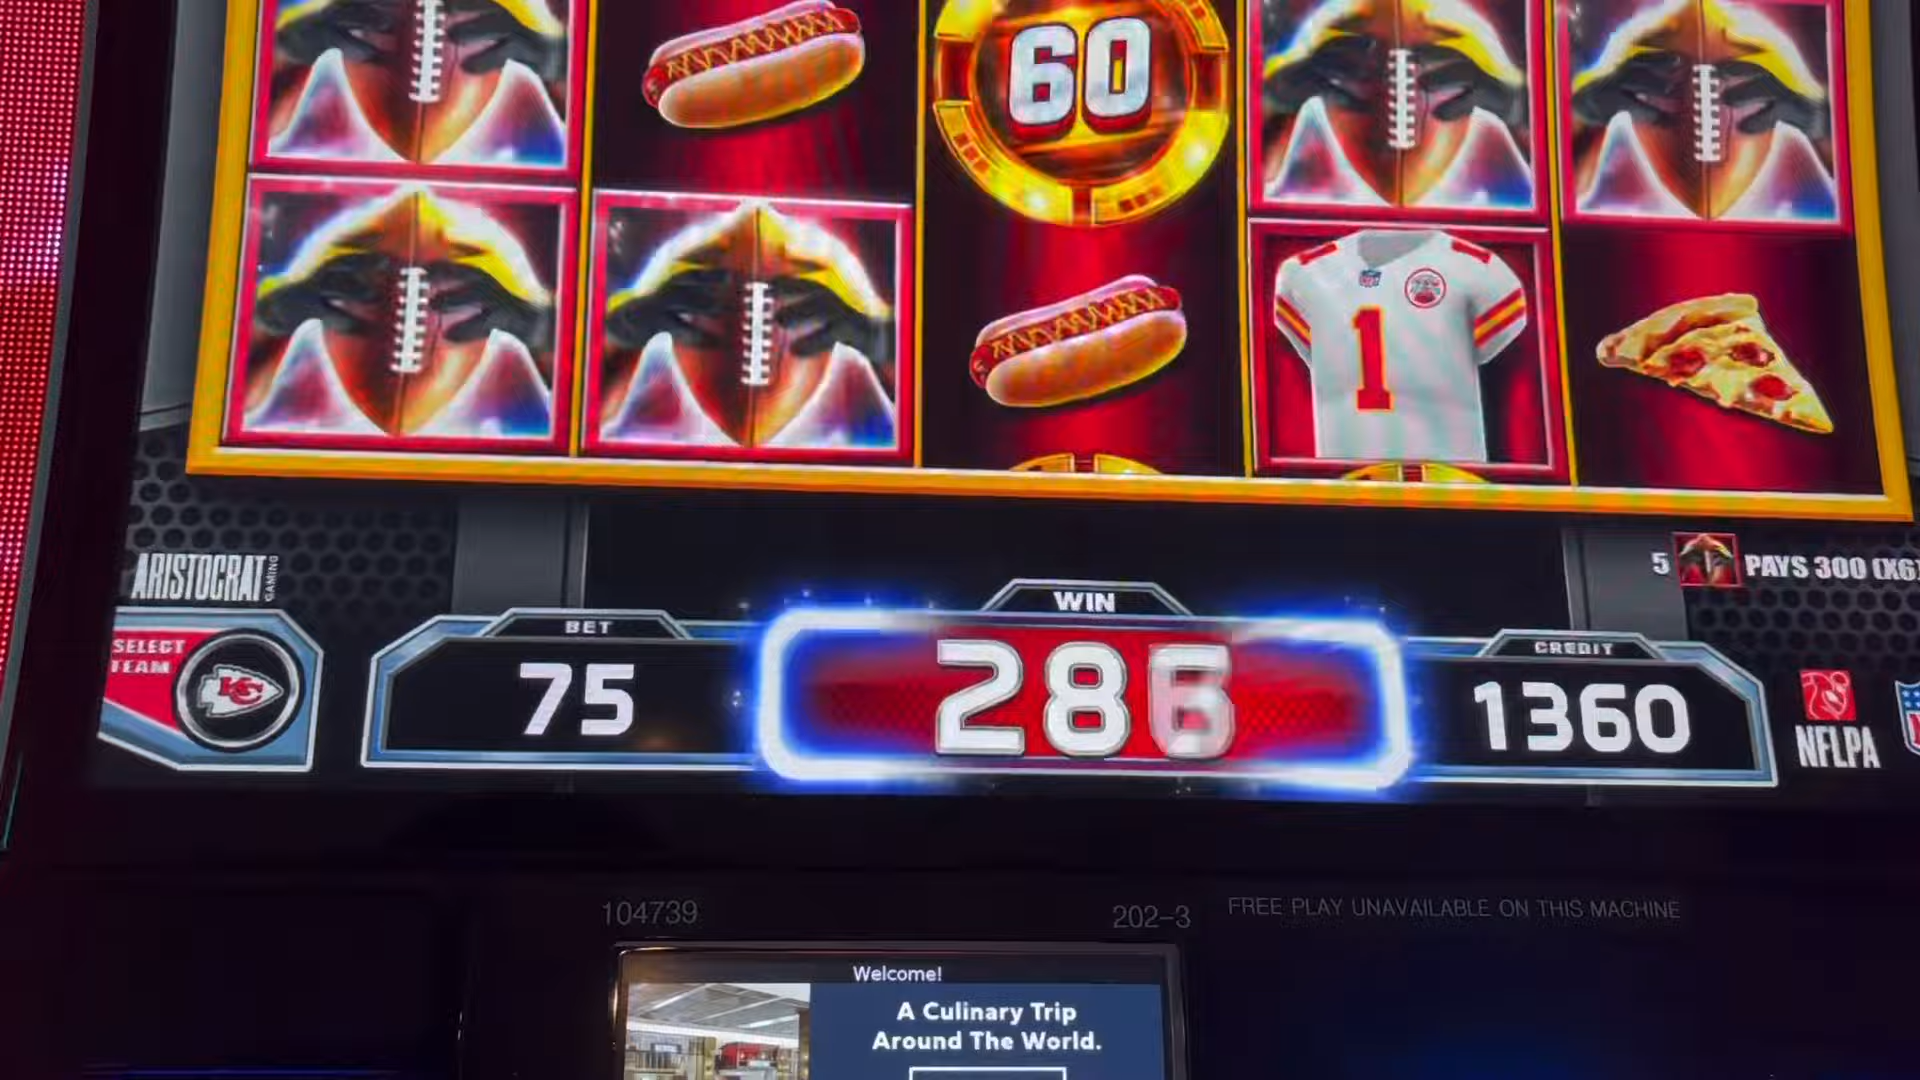 60
1
ARISTOCRAT
GAMING
5 PAYS 300 (X6
SELECT
TEAM
KC
BET
75
WIN
286
CREDIT
1360
NFLPA
104739
202-3
FREE PLAY UNAVAILABLE ON THIS MACHINE
Welcome!
A Culinary Trip
Around The World.